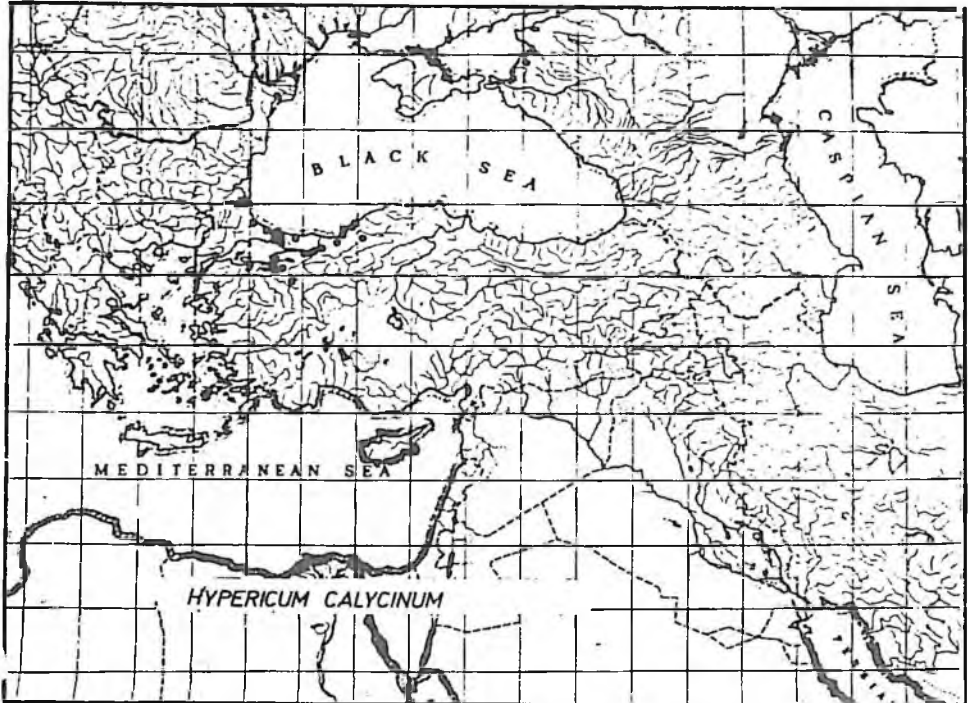 BLACK SEA
CASPIAN SEA
MEDITERRANEAN SEA
HYPERICUM CALYCINUM